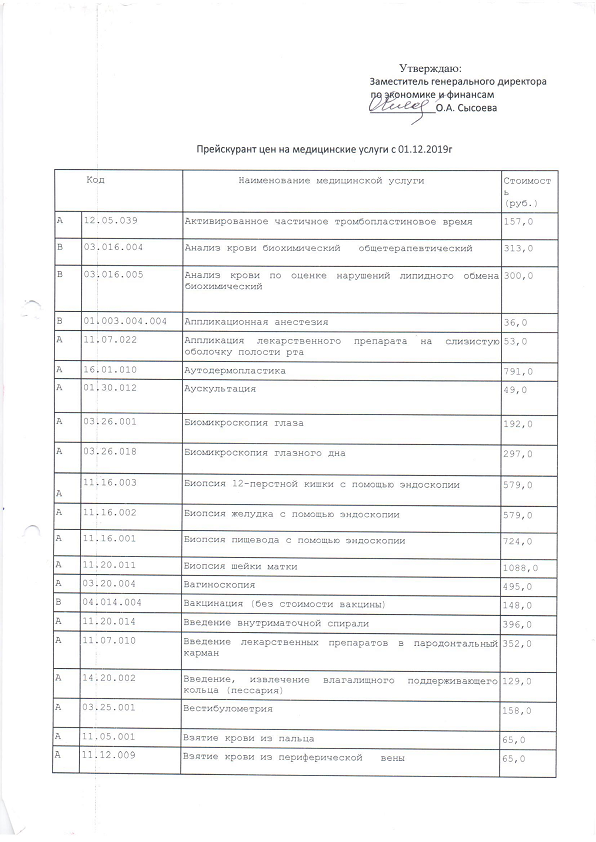 Утверждаю:
Заместитель генерального директора
по экономике и финансам
____________О.А. Сысоева
Прейскурант цен на медицинские услуги с 01.12.2019г
Код Наименование медицинской услуги Стоимост
ь
(руб.)
А 12.05.039 Активированное частичное тромбопластиновое время 157,0
В 03.016.004 Анализ крови биохимический общетерапевтический 313,0
В 03.016.005 Анализ крови по оценке нарушений липидного обмена 300,0
биохимический
В 01.003.004.004 Аппликационная анестезия 36,0
А 11.07.022 Аппликация лекарственного препарата на слизистую 53,0
оболочку полости рта
А 16.01.010 Аутодермопластика 791,0
А 01.30.012 Аускультация 49,0
А 03.26.001 Биомикроскопия глаза 192,0
А 03.26.018 Биомикроскопия глазного дна 297,0
А 11.16.003 Биопсия 12-перстной кишки с помощью эндоскопии 579,0
А 11.16.002 Биопсия желудка с помощью эндоскопии 579,0
А 11.16.001 Биопсия пищевода с помощью эндоскопии 724,0
А 11.20.011 Биопсия шейки матки 1088,0
А 03.20.004 Вагиноскопия 495,0
В 04.014.004 Вакцинация (без стоимости вакцины) 148,0
А 11.20.014 Введение внутриматочной спирали 396,0
А 11.07.010 Введение лекарственных препаратов в пародонтальный 352,0
карман
А 14.20.002 Введение, извлечение влагалищного поддерживающего 129,0
кольца (пессария)
А 03.25.001 Вестибулометрия 158,0
А 11.05.001 Взятие крови из пальца 65,0
А 11.12.009 Взятие крови из периферической вены 65,0